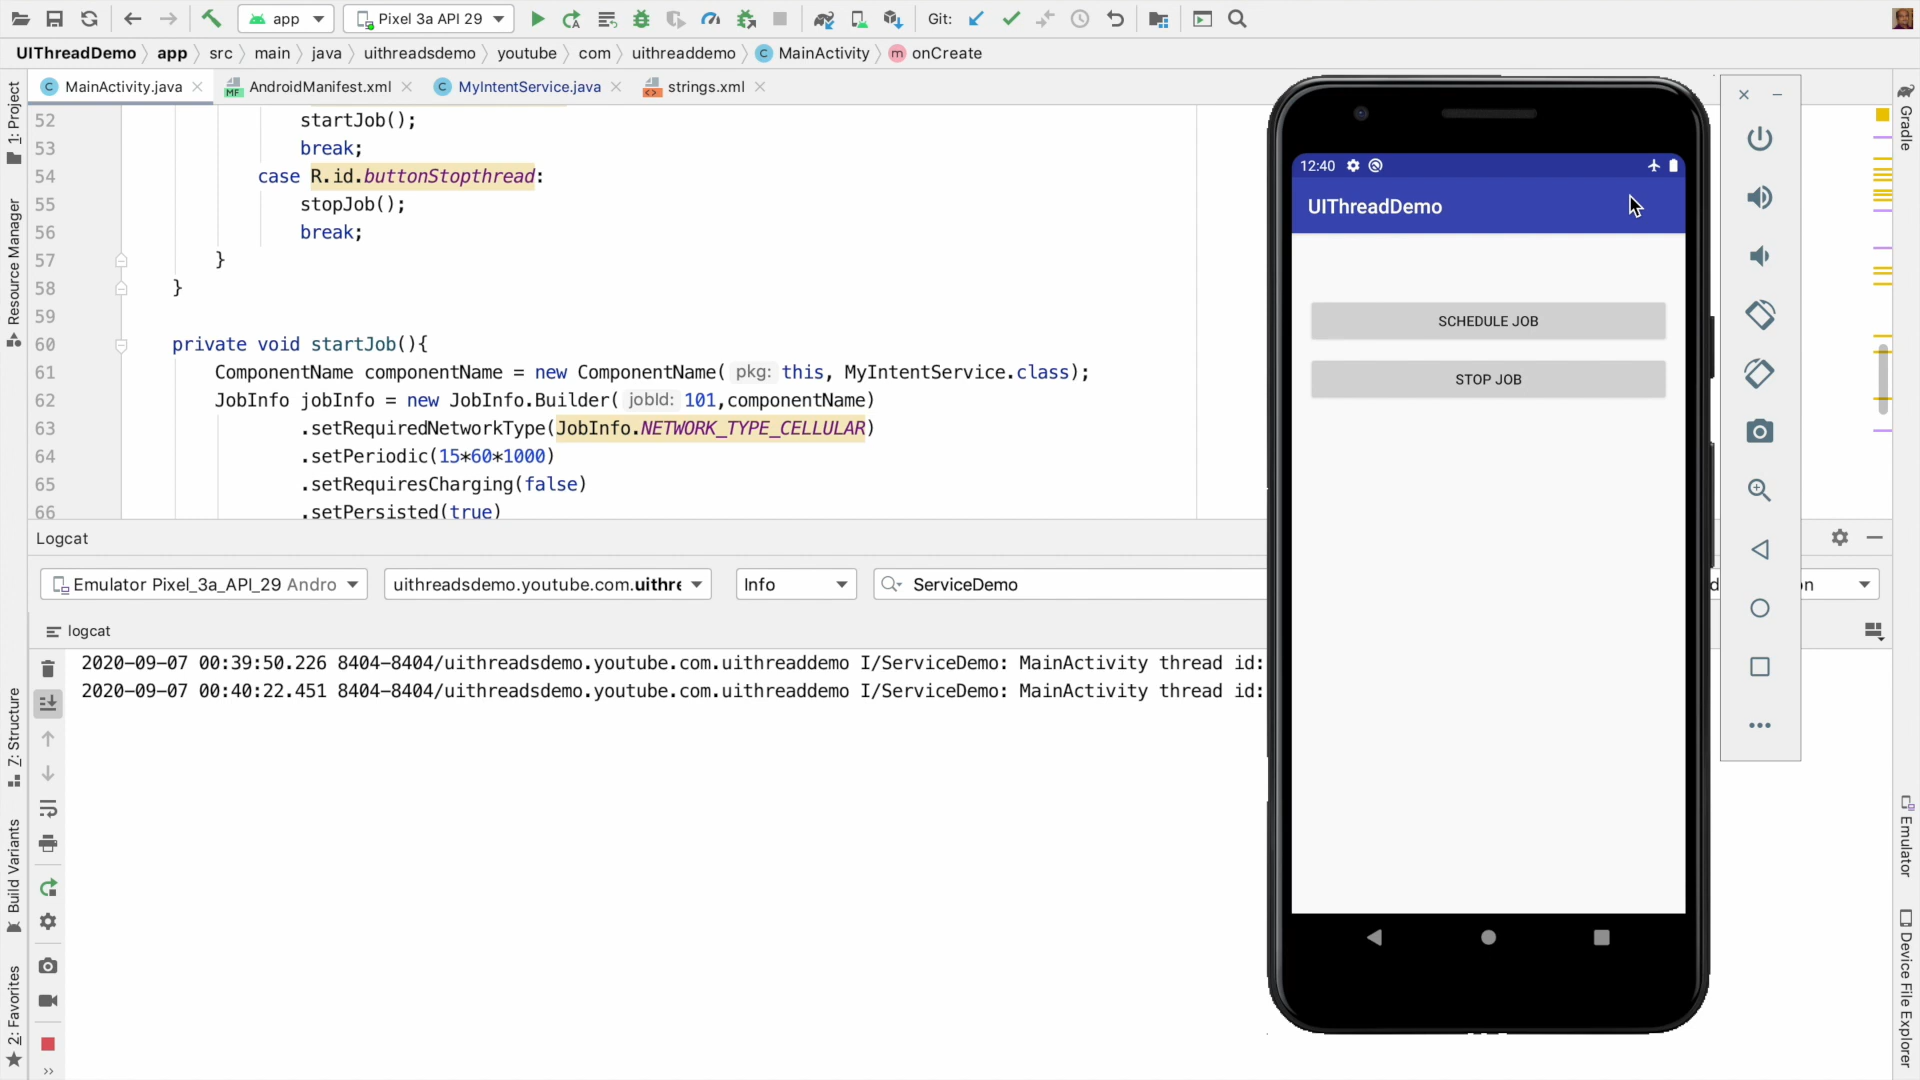 app
Pixel 3a API 29
Git:
UIThreadDemo
app
src
main
java
uithreadsdemo
youtube
com
uithreaddemo
MainActivity
onCreate
MainActivity.java
AndroidManifest.xml
MyIntentService.java
strings.xml
52 startJob();
53 break;
54 case R.id.buttonStopthread:
55 stopJob();
56 break;
57 }
58 }
59
60 private void startJob(){
61 ComponentName componentName = new ComponentName( pkg: this, MyIntentService.class);
62 JobInfo jobInfo = new JobInfo.Builder( jobId: 101,componentName)
63 .setRequiredNetworkType(JobInfo.NETWORK_TYPE_CELLULAR)
64 .setPeriodic(15*60*1000)
65 .setRequiresCharging(false)
66 .setPersisted(true)
Logcat
Emulator Pixel_3a_API_29 Andro
uithreadsdemo.youtube.com.uithre
Info
ServiceDemo
logcat
2020-09-07 00:39:50.226 8404-8404/uithreadsdemo.youtube.com.uithreaddemo I/ServiceDemo: MainActivity thread id:
2020-09-07 00:40:22.451 8404-8404/uithreadsdemo.youtube.com.uithreaddemo I/ServiceDemo: MainActivity thread id:
1: Project
Resource Manager
7: Structure
Build Variants
2: Favorites
12:40
UIThreadDemo
SCHEDULE JOB
STOP JOB
Gradle
Emulator
Device File Explorer